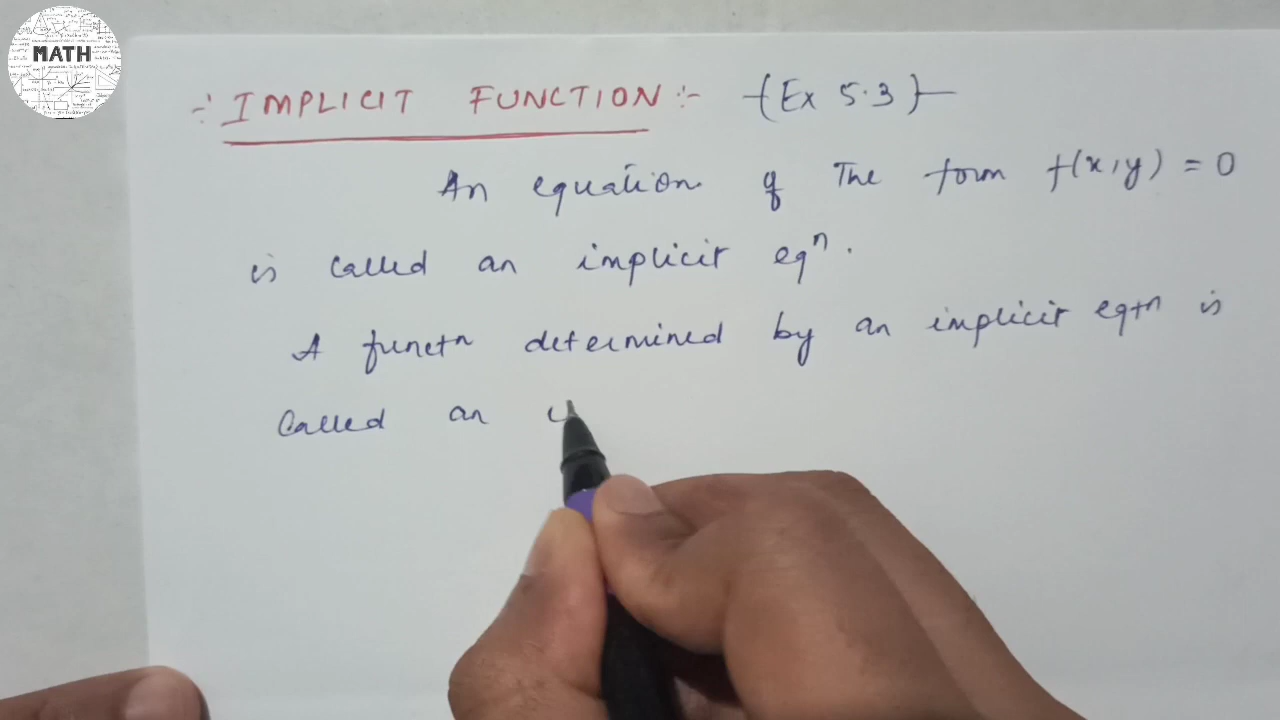 MATH
∴ IMPLICIT FUNCTION :- (Ex 5.3)
An equation of The form f(x,y) = 0
is called an implicit eqⁿ.
A functn determined by an implicit eqtn is
Called an